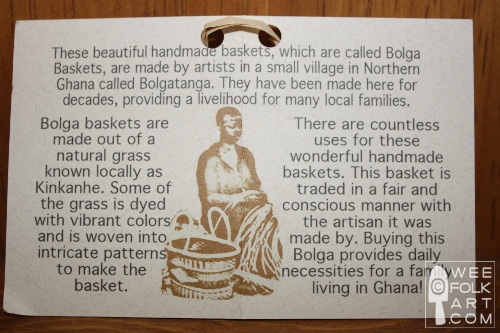 These beautiful handmade baskets, which are called Bolga
Baskets, are made by artists in a small village in Northern
Ghana called Bolgatanga. They have been made here for
decades, providing a livelihood for many local families.
Bolga baskets are
made out of a
natural grass
known locally as
Kinkanhe. Some of
the grass is dyed
with vibrant colors
and is woven into
intricate patterns
to make the
basket.
There are countless
uses for these
wonderful handmade
baskets. This basket is
traded in a fair and
conscious manner with
the artisan it was
made by. Buying this
Bolga provides daily
necessities for a family
living in Ghana!
WEE
FOLK
ART
.COM